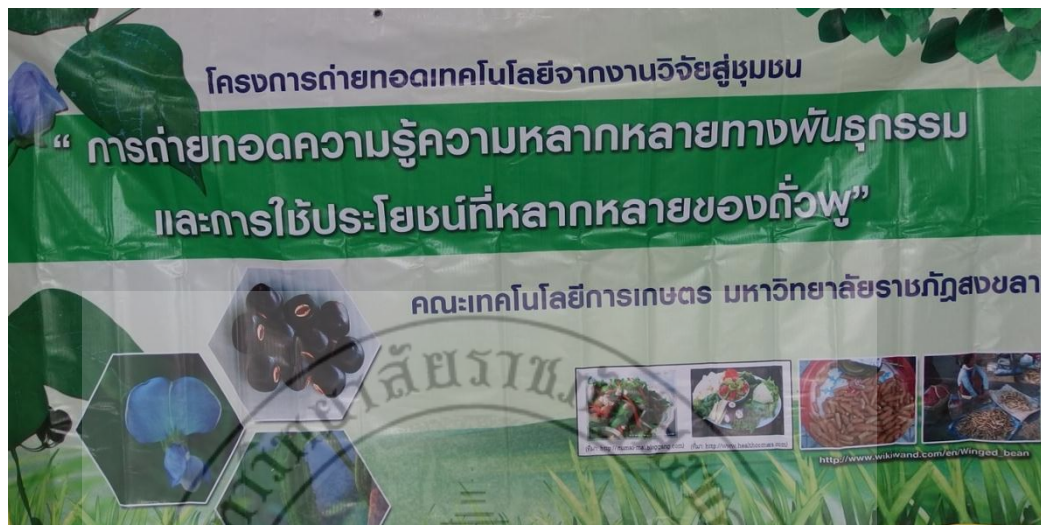 โครงการถ่ายทอดเทคโนโลยีจากงานวิจัยสู่ชุมชน
“ การถ่ายทอดความรู้ความหลากหลายทางพันธุกรรม
และการใช้ประโยชน์ที่หลากหลายของถั่วพู”
คณะเทคโนโลยีการเกษตร มหาวิทยาลัยราชภัฏสงขลา
http://www.wikiwand.com/en/Winged_bean